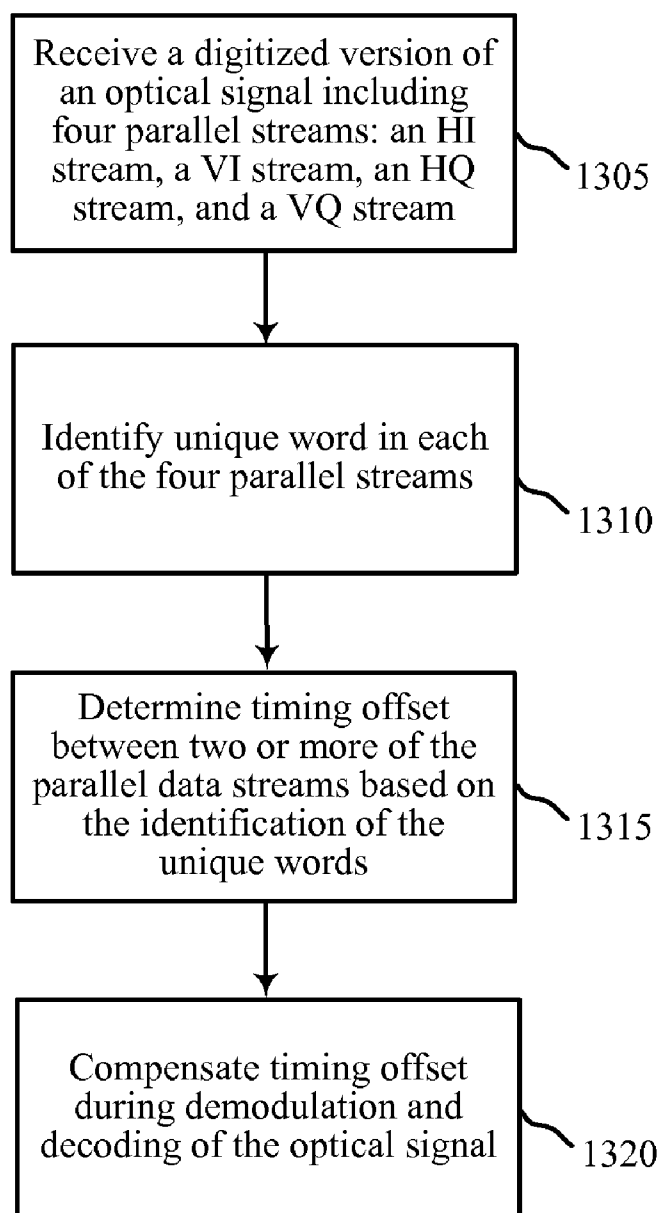 Receive a digitized version of
an optical signal including
four parallel streams: an HI
stream, a VI stream, an HQ
stream, and a VQ stream
1305
Identify unique word in each
of the four parallel streams
1310
Determine timing offset
between two or more of the
parallel data streams based on
the identification of the
unique words
1315
Compensate timing offset
during demodulation and
decoding of the optical signal
1320